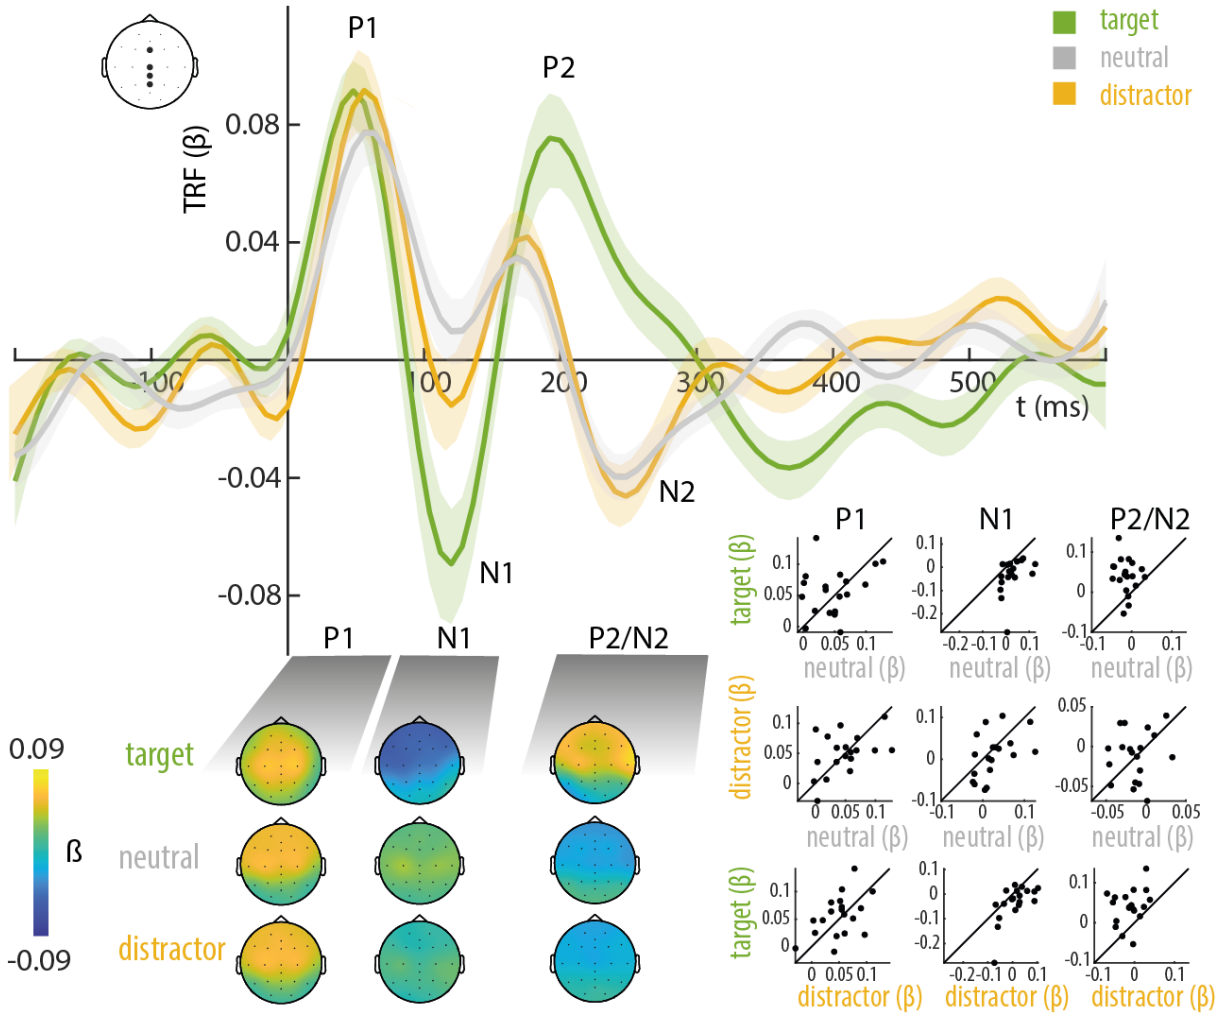 P1
target
neutral
distractor
P2
TRF (β)
0.08
0.04
-0.04
-0.08
-100
100
200
300
400
500
t (ms)
N2
N1
P1
N1
P2/N2
0.09
-0.09
ß
target
neutral
distractor
P1
N1
P2/N2
target (β)
0.1
0.05
0
0
0.05
0.1
neutral (β)
0.1
0
-0.1
-0.2
-0.2
-0.1
0
0.1
neutral (β)
0.1
0
-0.1
-0.1
0
0.1
neutral (β)
distractor (β)
0.1
0.05
0
0
0.05
0.1
neutral (β)
0.1
0
-0.1
-0.1
0
0.1
neutral (β)
0.05
0
-0.05
-0.05
0
0.05
neutral (β)
target (β)
0.1
0.05
0
0
0.05
0.1
distractor (β)
0.1
0
-0.1
-0.2
-0.2
-0.1
0
0.1
distractor (β)
0.1
0
-0.1
-0.1
0
0.1
distractor (β)